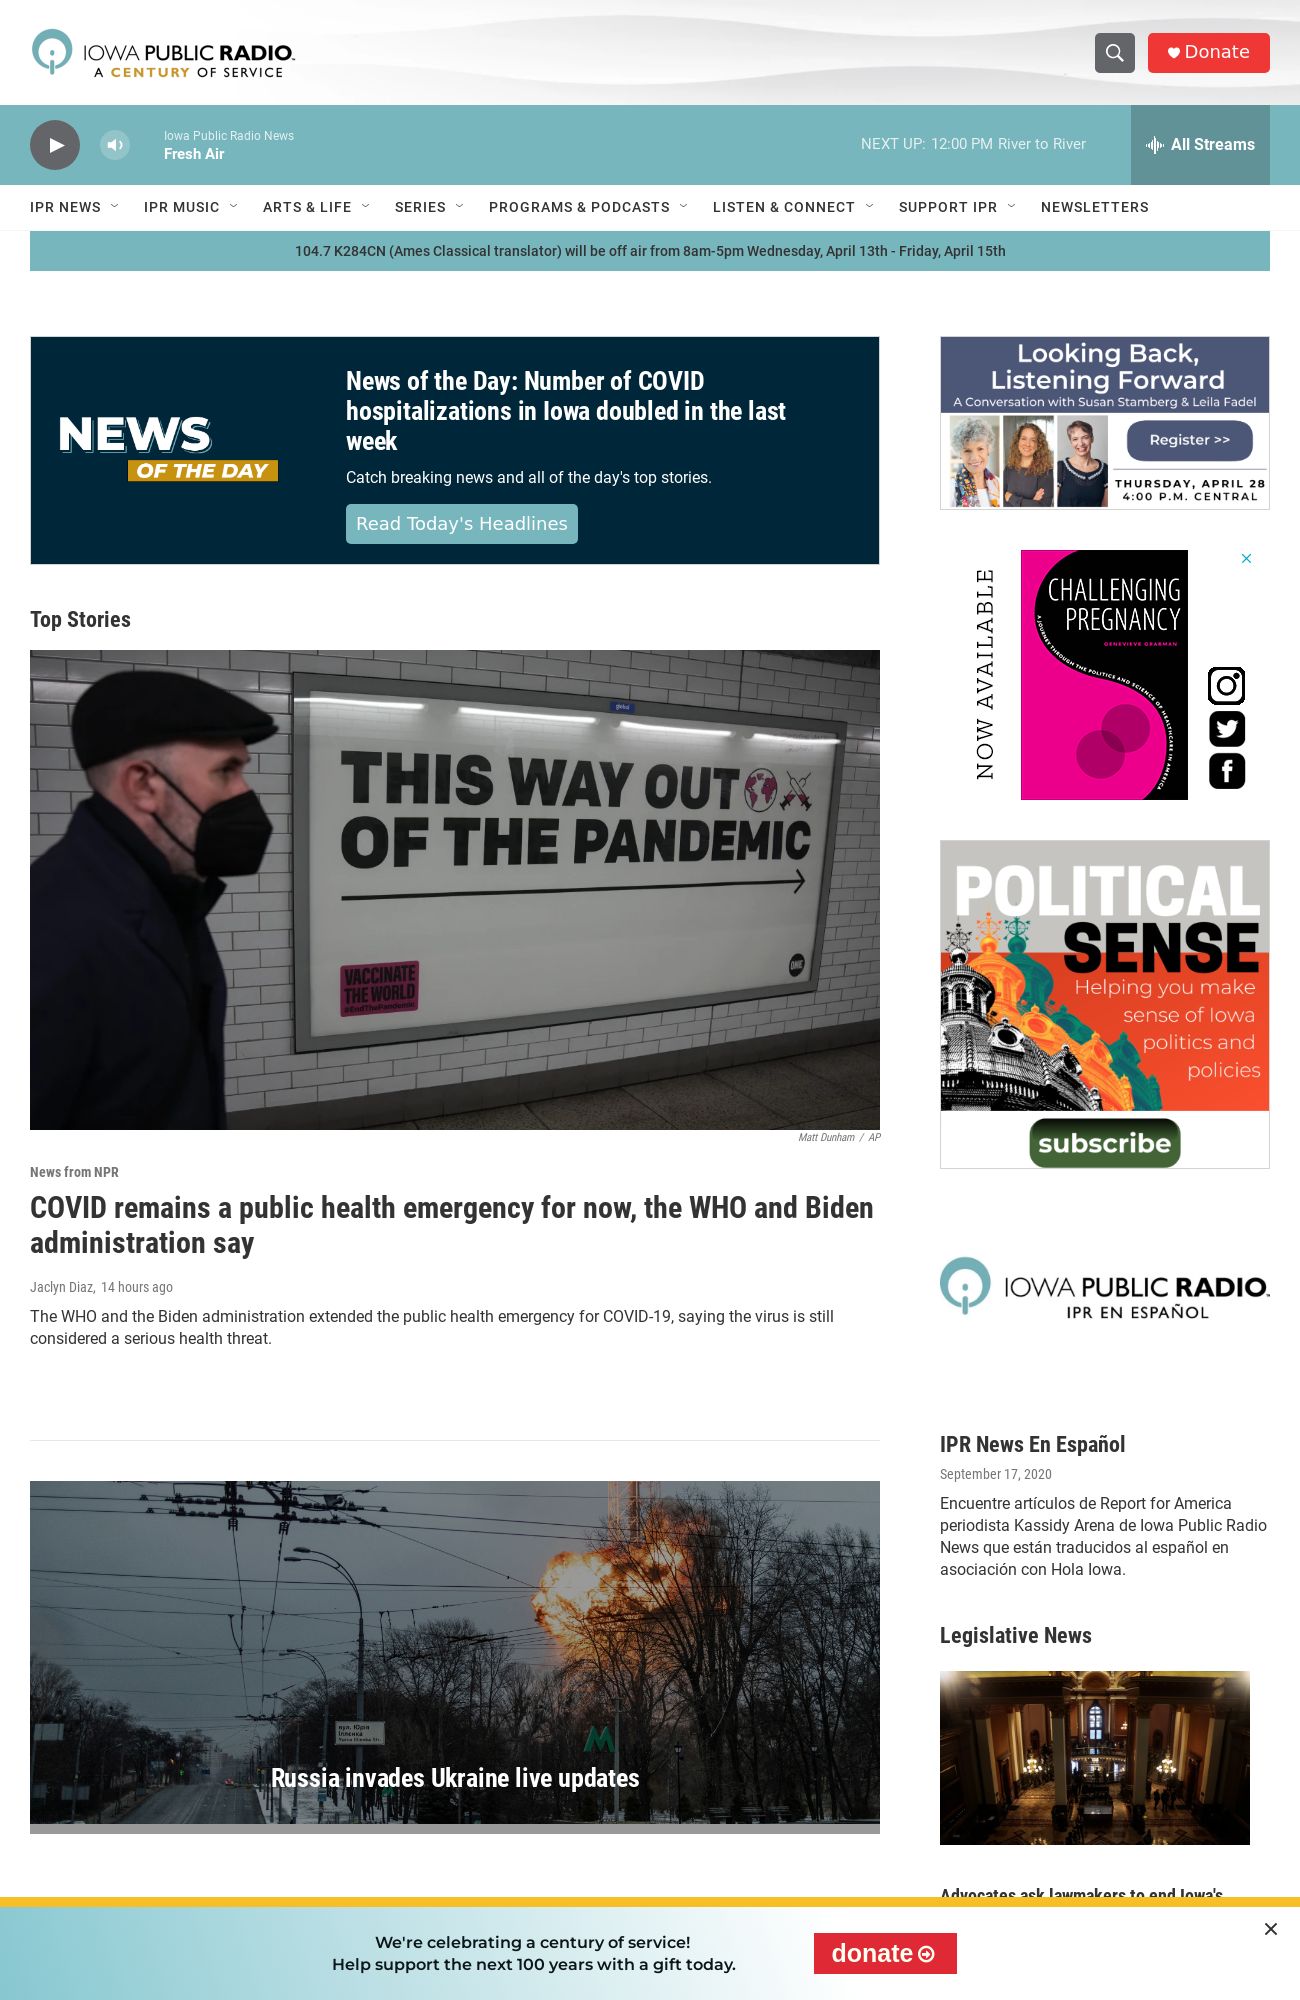 IOWA PUBLIC RADIO.
A CENTURY OF SERVICE
Donate
Iowa Public Radio News
Fresh Air
NEXT UP: 12:00 PM River to River
All Streams
IPR NEWS
IPR MUSIC
ARTS & LIFE
SERIES
PROGRAMS & PODCASTS
LISTEN & CONNECT
SUPPORT IPR
NEWSLETTERS
104.7 K284CN (Ames Classical translator) will be off air from 8am-5pm Wednesday, April 13th - Friday, April 15th
NEWS
OF THE DAY
News of the Day: Number of COVID
hospitalizations in Iowa doubled in the last
week
Catch breaking news and all of the day's top stories.
Read Today's Headlines
Top Stories
global
THIS WAY OUT
OF THE PANDEMIC
VACCINATE
THE WORLD
#EndThePandemic
ONE
Matt Dunham / AP
News from NPR
COVID remains a public health emergency for now, the WHO and Biden
administration say
Jaclyn Diaz, 14 hours ago
The WHO and the Biden administration extended the public health emergency for COVID-19, saying the virus is still
considered a serious health threat.
вул. Юрія
Іллєнка
Russia invades Ukraine live updates
Looking Back,
Listening Forward
A Conversation with Susan Stamberg & Leila Fadel
Register >>
THURSDAY, APRIL 28
4:00 P.M. CENTRAL
NOW AVAILABLE
CHALLENGING
PREGNANCY
GENEVIEVE GRABMAN
A JOURNEY THROUGH THE POLITICS AND SCIENCE OF HEALTHCARE IN AMERICA
POLITICAL
SENSE
Helping you make
sense of Iowa
politics and
policies
subscribe
IOWA PUBLIC RADIO.
IPR EN ESPAÑOL
IPR News En Español
September 17, 2020
Encuentre artículos de Report for America
periodista Kassidy Arena de Iowa Public Radio
News que están traducidos al español en
asociación con Hola Iowa.
Legislative News
Advocates ask lawmakers to end Iowa's
We're celebrating a century of service!
Help support the next 100 years with a gift today.
donate